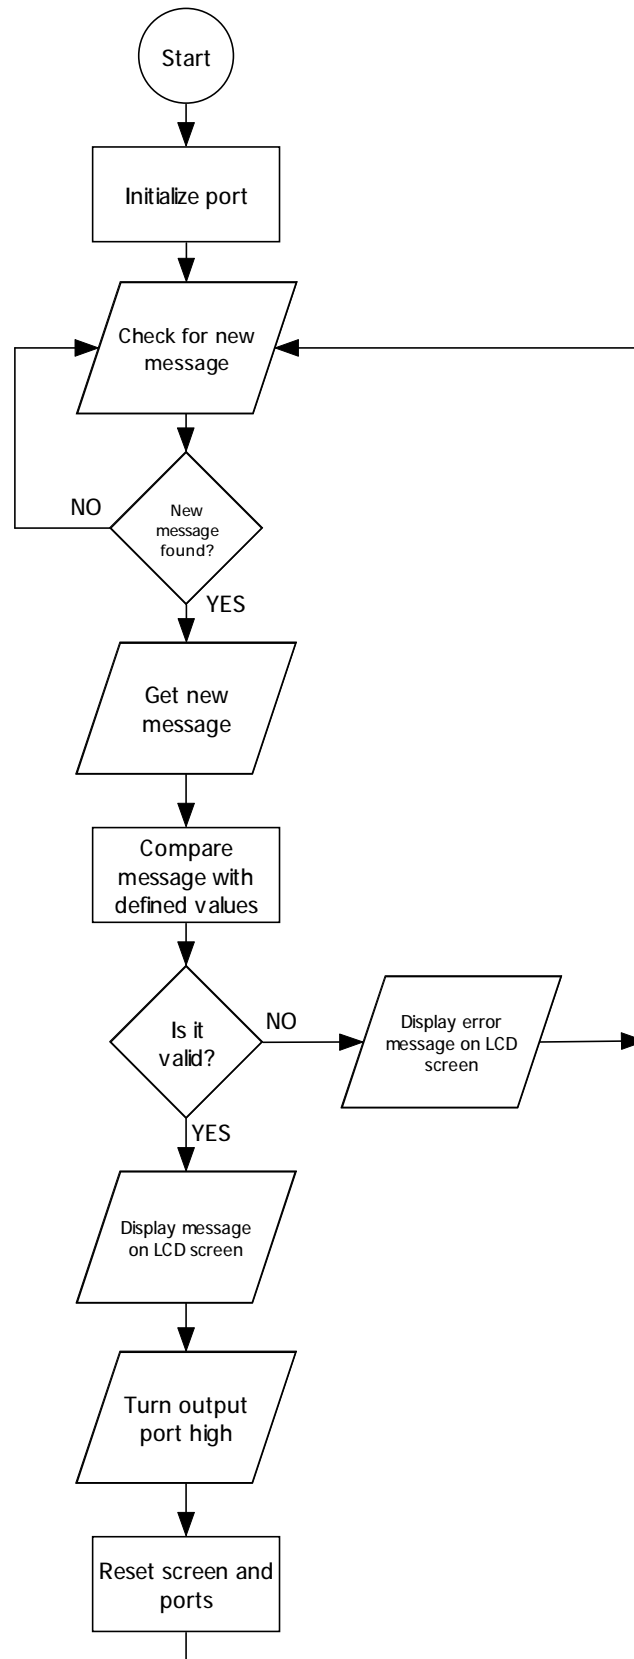 Start
Initialize port
Check for new
message
New
message
found?
NO
YES
Get new
message
Compare
message with
defined values
Is it
valid?
NO
Display error
message on LCD
screen
YES
Display message
on LCD screen
Turn output
port high
Reset screen and
ports